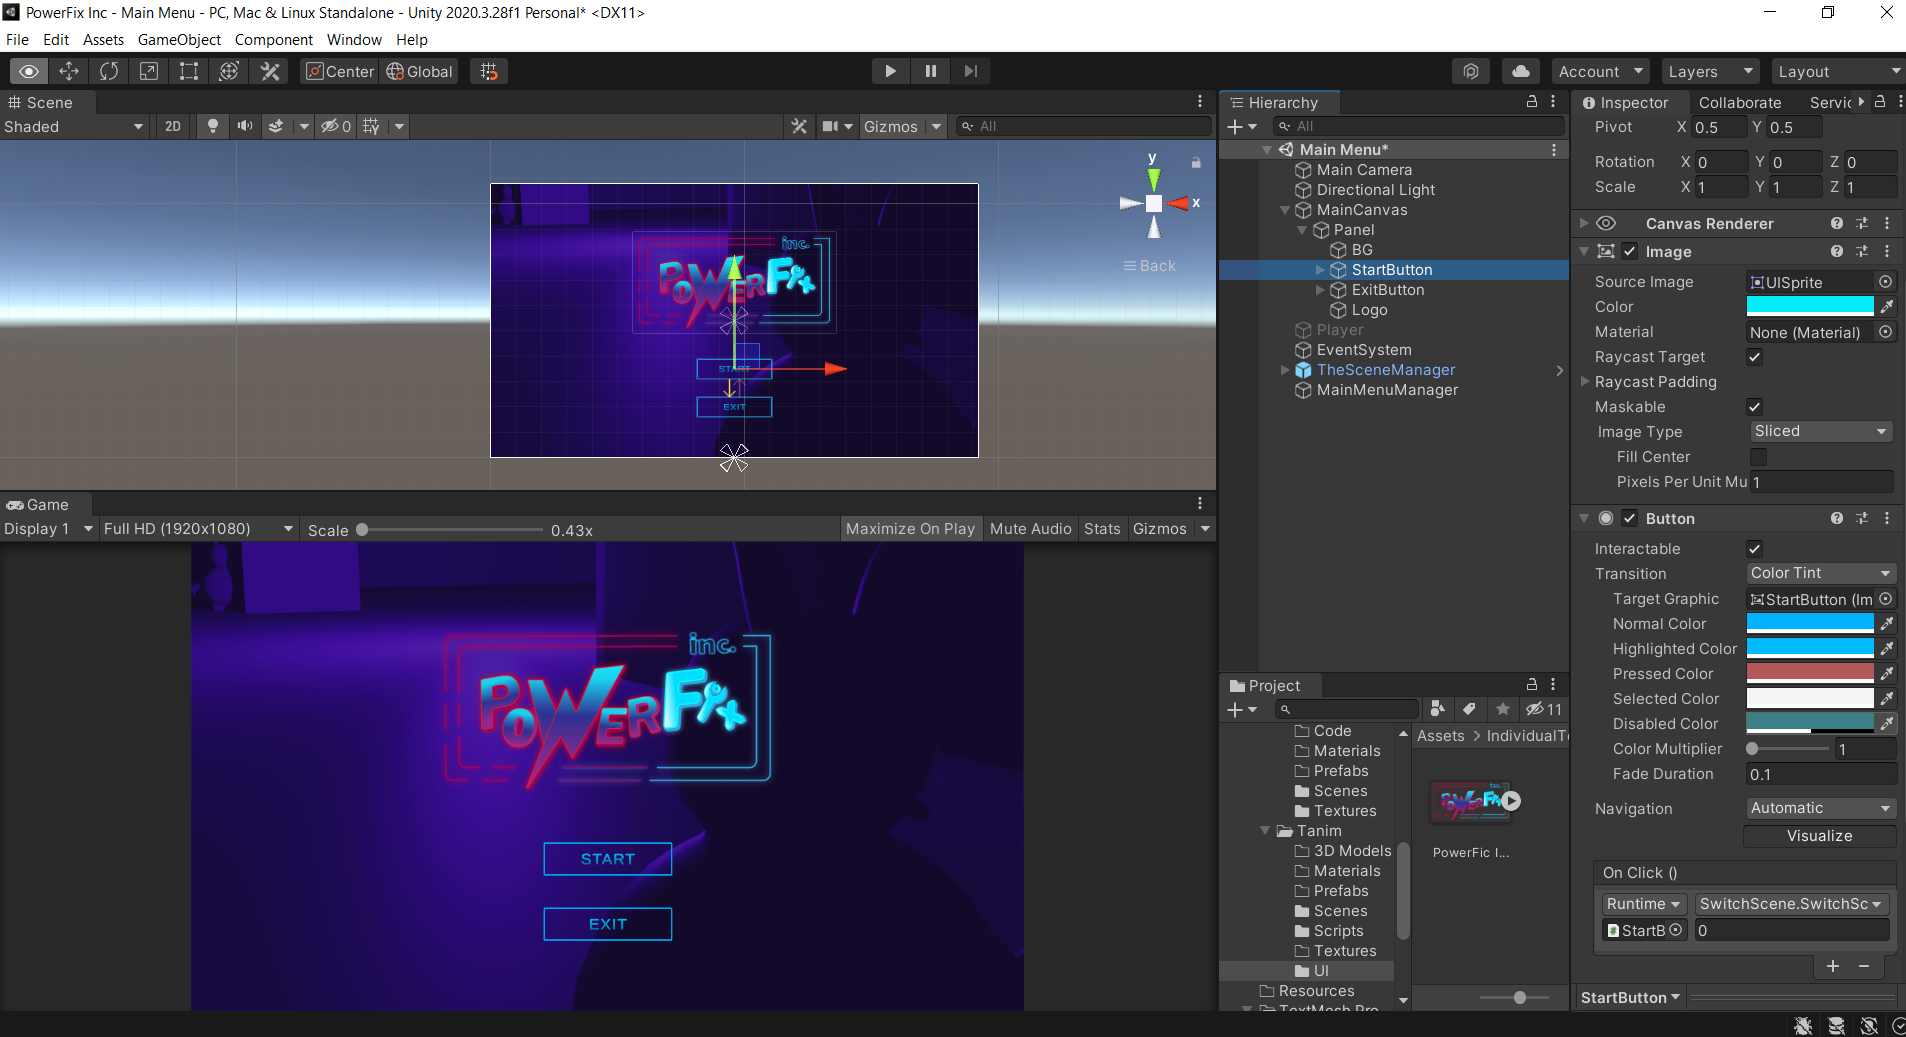 PowerFix Inc - Main Menu - PC, Mac & Linux Standalone - Unity 2020.3.28f1 Personal* <DX11>
File Edit Assets GameObject Component Window Help
Center Global Account Layers Layout
Scene
Shaded 2D 0 Gizmos All
y
x
Back
inc.
POWERFix
START
EXIT
Game
Display 1 Full HD (1920x1080) Scale 0.43x Maximize On Play Mute Audio Stats Gizmos
inc.
POWERFix
START
EXIT
Hierarchy
All
Main Menu*
Main Camera
Directional Light
MainCanvas
Panel
BG
StartButton
ExitButton
Logo
Player
EventSystem
TheSceneManager
MainMenuManager
Project
11
Code
Materials
Prefabs
Scenes
Textures
Tanim
3D Models
Materials
Prefabs
Scenes
Scripts
Textures
UI
Resources
TextMesh Pro
Assets > IndividualT
PowerFic I...
Inspector Collaborate Servic
Pivot X 0.5 Y 0.5
Rotation X 0 Y 0 Z 0
Scale X 1 Y 1 Z 1
Canvas Renderer
Image
Source Image UISprite
Color
Material None (Material)
Raycast Target
Raycast Padding
Maskable
Image Type Sliced
Fill Center
Pixels Per Unit Mu 1
Button
Interactable
Transition Color Tint
Target Graphic StartButton (Im
Normal Color
Highlighted Color
Pressed Color
Selected Color
Disabled Color
Color Multiplier 1
Fade Duration 0.1
Navigation Automatic
Visualize
On Click ()
Runtime SwitchScene.SwitchSc
StartB 0
+ −
StartButton